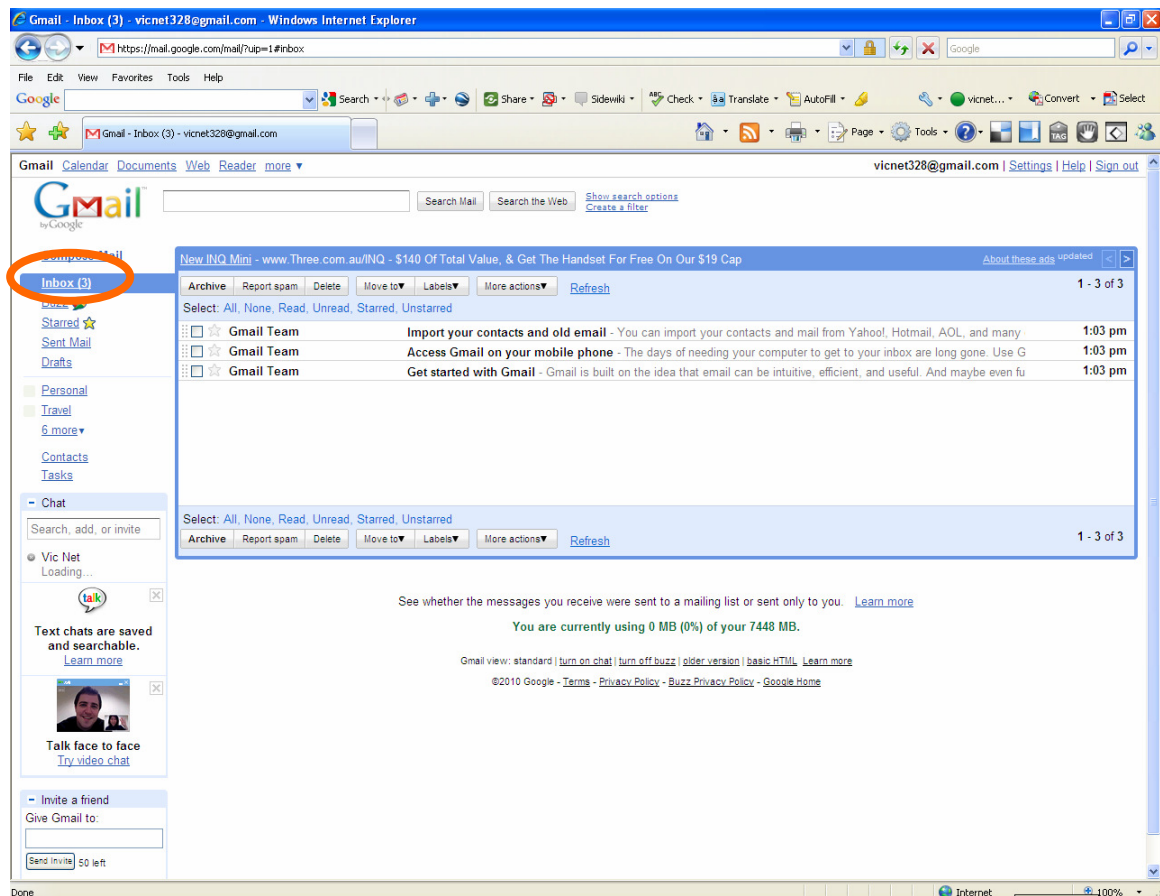 Gmail - Inbox (3) - vicnet328@gmail.com - Windows Internet Explorer
https://mail.google.com/mail/?uip=1#inbox
Google
File Edit View Favorites Tools Help
Google Search Share Sidewiki Check Translate AutoFill vicnet... Convert Select
Gmail - Inbox (3) - vicnet328@gmail.com Page Tools TAG
Gmail Calendar Documents Web Reader more vicnet328@gmail.com | Settings | Help | Sign out
Gmail
by Google
Search Mail Search the Web Show search options
Create a filter
Compose Mail
Inbox (3)
Buzz
Starred
Sent Mail
Drafts
Personal
Travel
6 more
Contacts
Tasks
Chat
Search, add, or invite
Vic Net
Loading...
talk
Text chats are saved
and searchable.
Learn more
Talk face to face
Try video chat
Invite a friend
Give Gmail to:
Send Invite 50 left
New INQ Mini - www.Three.com.au/INQ - $140 Of Total Value, & Get The Handset For Free On Our $19 Cap About these ads updated < >
Archive Report spam Delete Move to Labels More actions Refresh 1 - 3 of 3
Select: All, None, Read, Unread, Starred, Unstarred
Gmail Team Import your contacts and old email - You can import your contacts and mail from Yahoo!, Hotmail, AOL, and many 1:03 pm
Gmail Team Access Gmail on your mobile phone - The days of needing your computer to get to your inbox are long gone. Use G 1:03 pm
Gmail Team Get started with Gmail - Gmail is built on the idea that email can be intuitive, efficient, and useful. And maybe even fu 1:03 pm
Select: All, None, Read, Unread, Starred, Unstarred
Archive Report spam Delete Move to Labels More actions Refresh 1 - 3 of 3
See whether the messages you receive were sent to a mailing list or sent only to you. Learn more
You are currently using 0 MB (0%) of your 7448 MB.
Gmail view: standard | turn on chat | turn off buzz | older version | basic HTML Learn more
©2010 Google - Terms - Privacy Policy - Buzz Privacy Policy - Google Home
Done Internet 100%